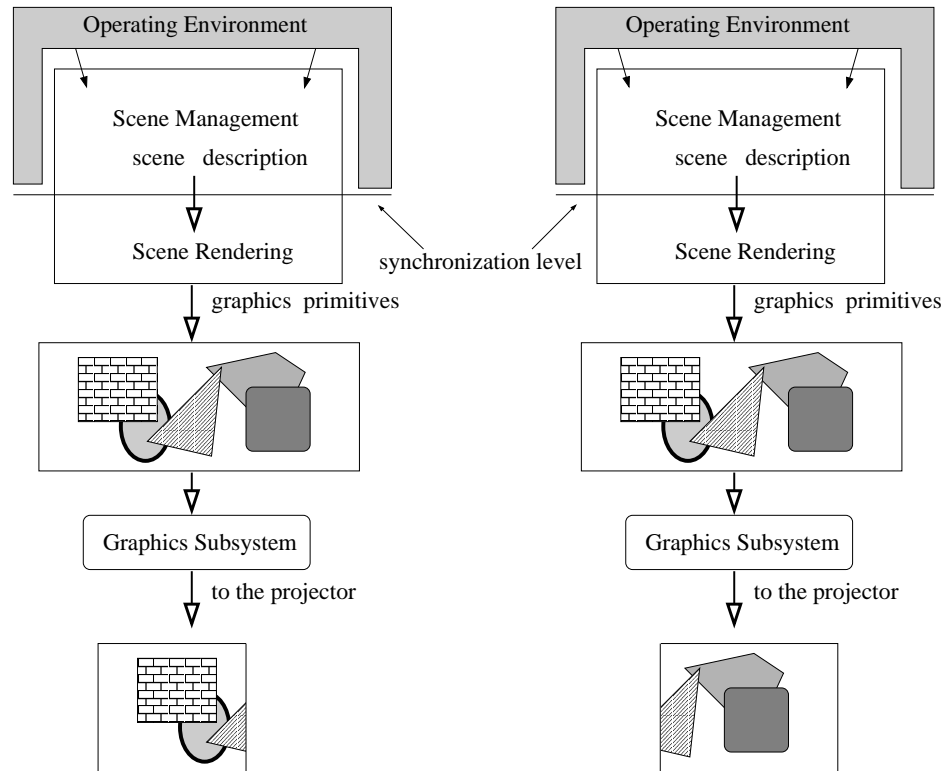 Operating Environment
Scene Management
scene description
Scene Rendering
graphics primitives
Graphics Subsystem
to the projector
synchronization level
Operating Environment
Scene Management
scene description
Scene Rendering
graphics primitives
Graphics Subsystem
to the projector